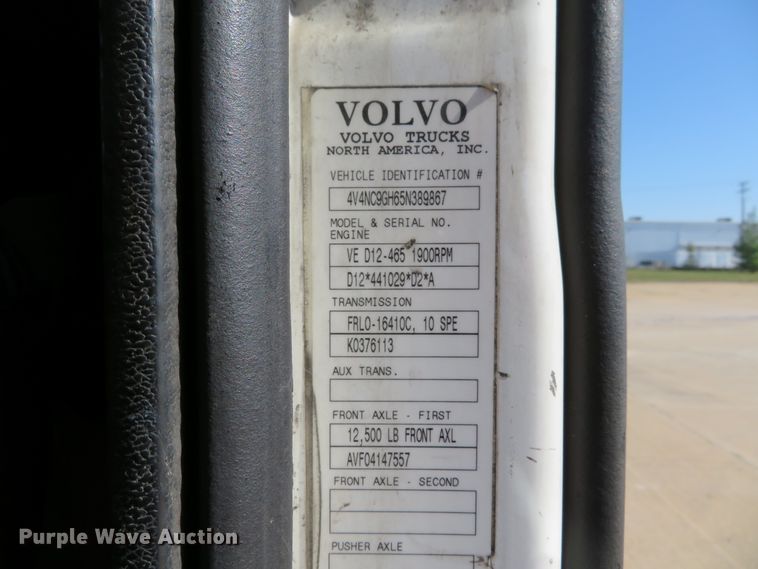 VOLVO
VOLVO TRUCKS
NORTH AMERICA, INC.
VEHICLE IDENTIFICATION #
4V4NC9GH65N389867
MODEL & SERIAL NO.
ENGINE
VE D12-465 1900RPM
D12*441029*D2*A
TRANSMISSION
FRLO-16410C, 10 SPE
K0376113
AUX TRANS.
FRONT AXLE - FIRST
12,500 LB FRONT AXL
AVF04147557
FRONT AXLE - SECOND
PUSHER AXLE
Purple Wave Auction®